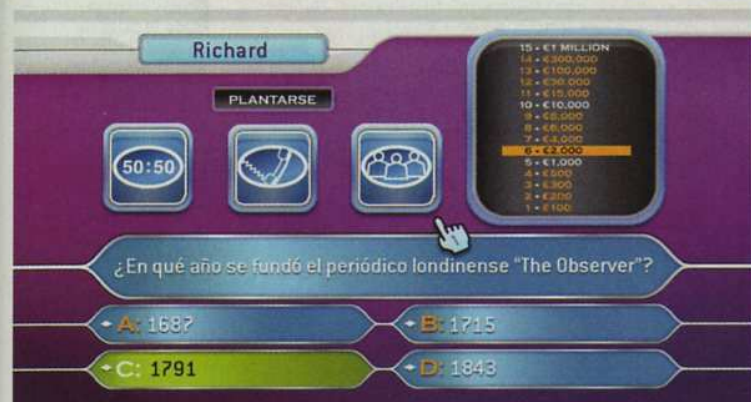 Richard
PLANTARSE
50:50
15 - €1 MILLION
14 - €300,000
13 - €100,000
12 - €30,000
11 - €15,000
10 - €10,000
9 - €8,000
8 - €6,000
7 - €4,000
6 - €2,000
5 - €1,000
4 - €500
3 - €300
2 - €200
1 - €100
¿En qué año se fundó el periódico londinense "The Observer"?
A: 1687
B: 1715
C: 1791
D: 1843